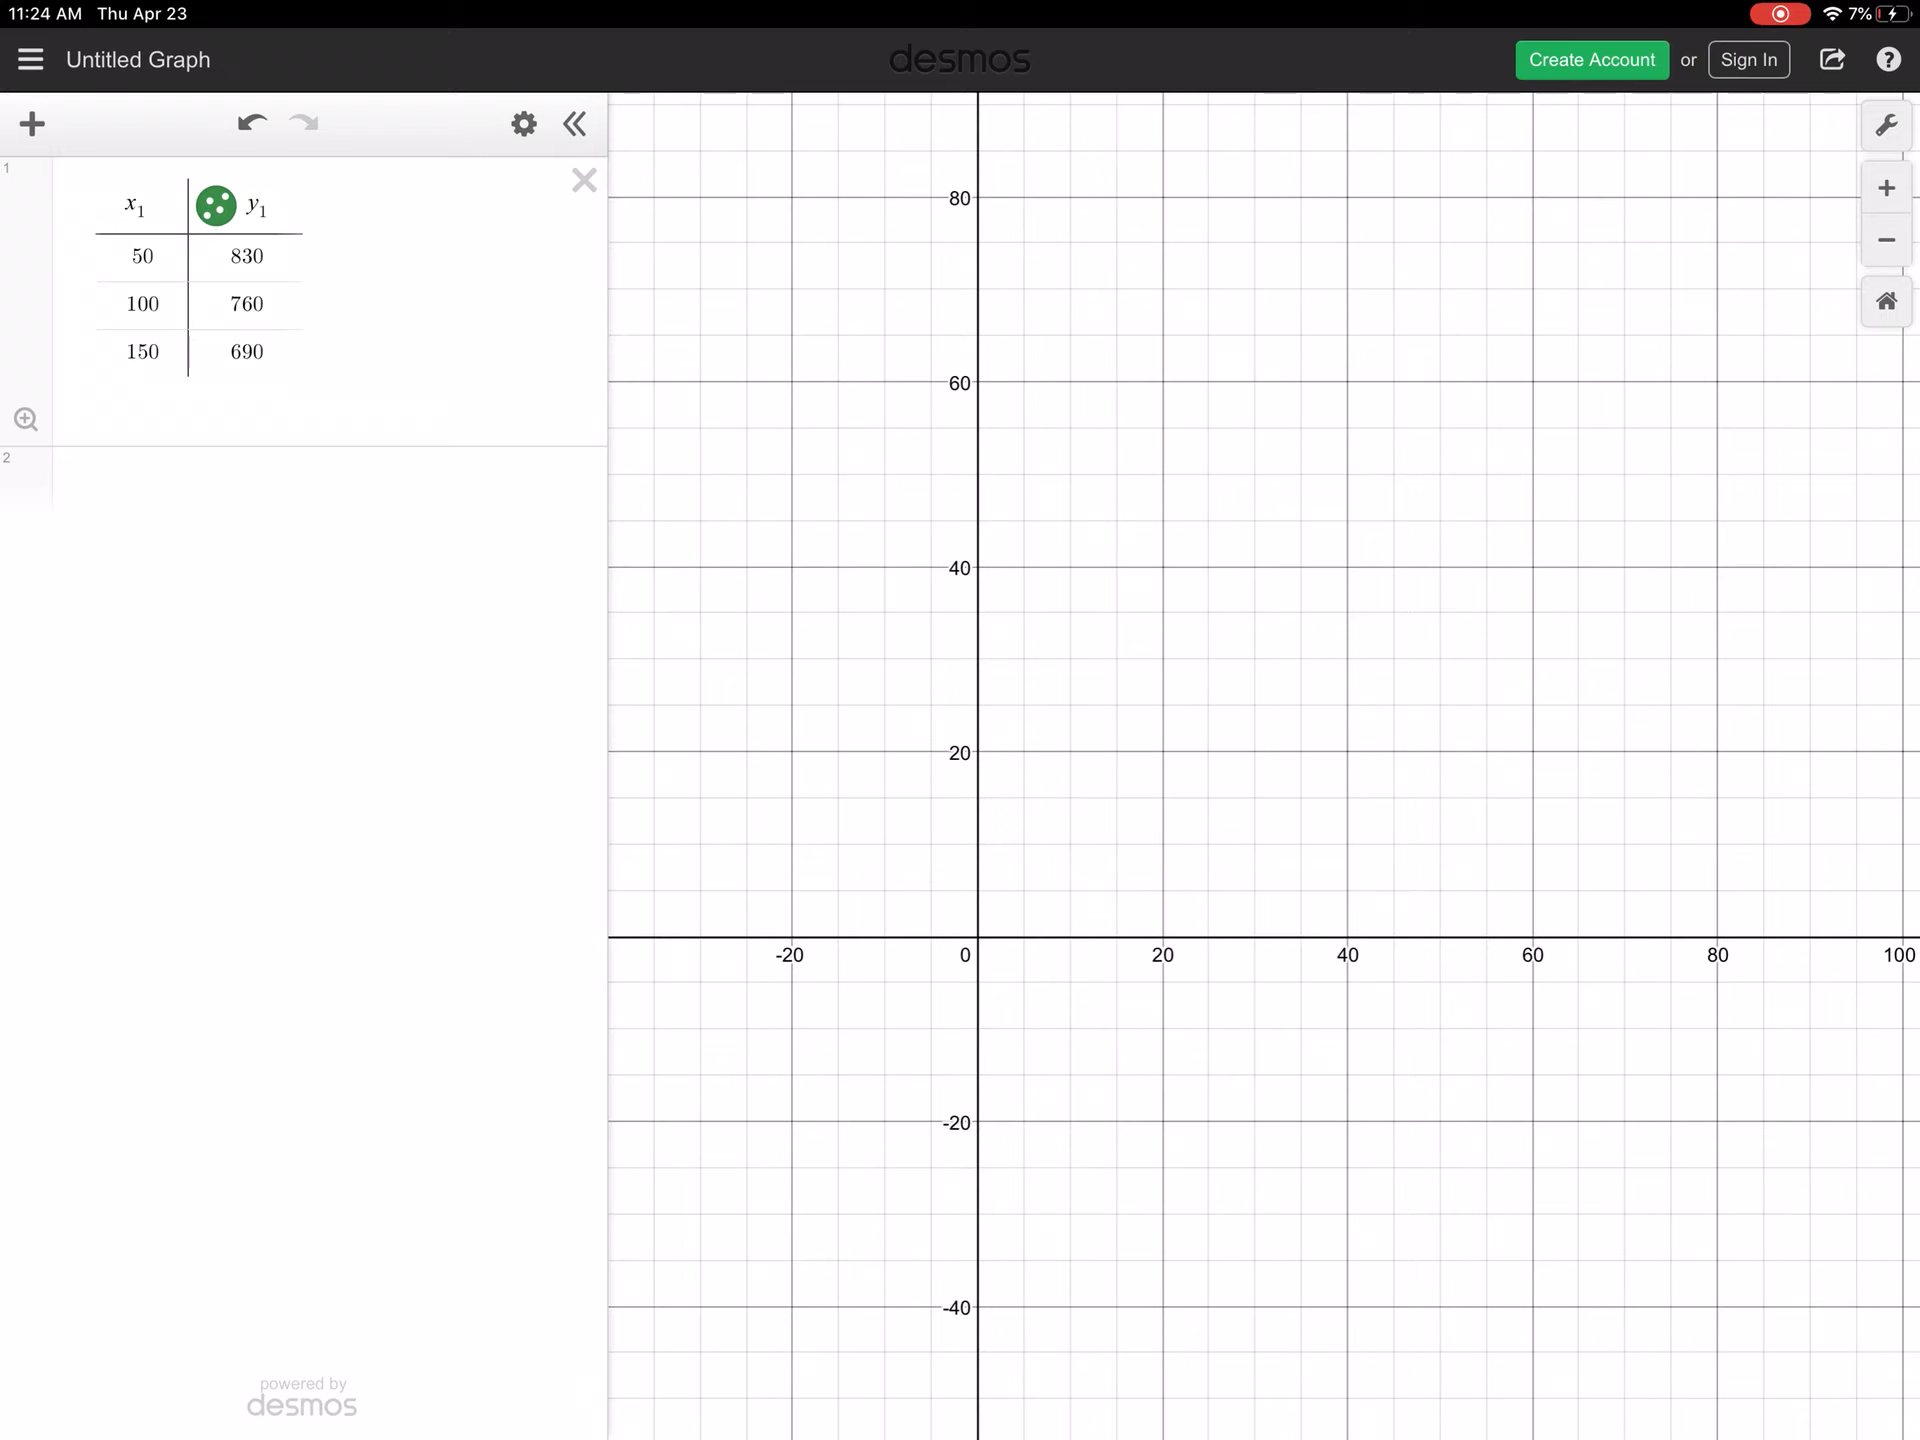 11:24 AM Thu Apr 23
7%
Untitled Graph
desmos
Create Account or Sign In
1
x₁ y₁
50 830
100 760
150 690
2
80
60
40
20
-20 0 20 40 60 80 100
-20
-40
powered by
desmos